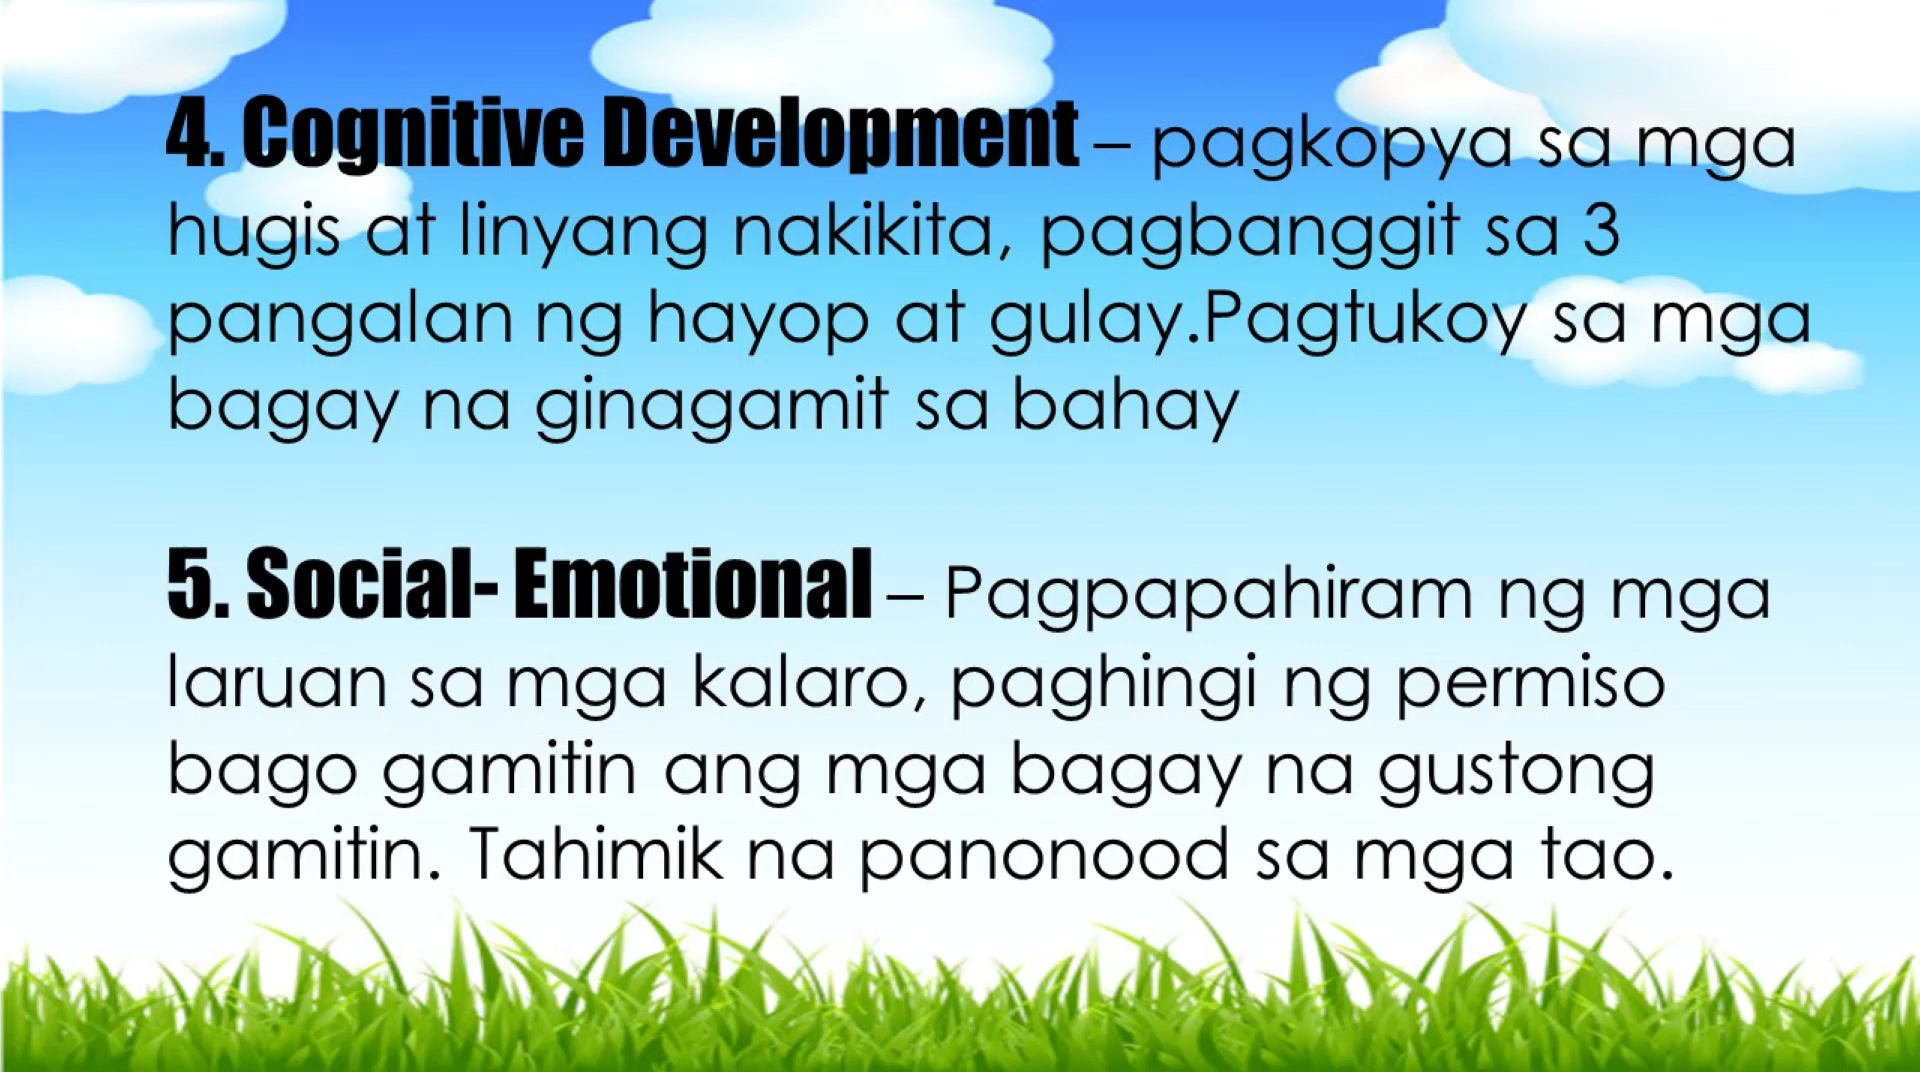 4. Cognitive Development – pagkopya sa mga
hugis at linyang nakikita, pagbanggit sa 3
pangalan ng hayop at gulay.Pagtukoy sa mga
bagay na ginagamit sa bahay
5. Social- Emotional – Pagpapahiram ng mga
laruan sa mga kalaro, paghingi ng permiso
bago gamitin ang mga bagay na gustong
gamitin. Tahimik na panonood sa mga tao.